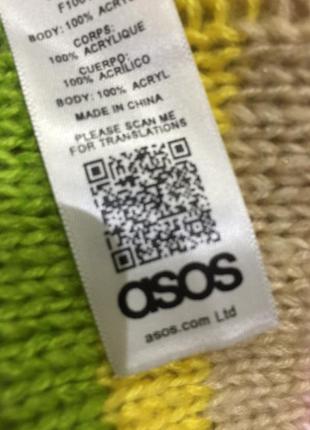 BODY: 100% ACRYLIC
CORPS:
100% ACRYLIQUE
CUERPO:
100% ACRÍLICO
BODY: 100% ACRYL
MADE IN CHINA
PLEASE SCAN ME
FOR TRANSLATIONS
asos
asos.com Ltd